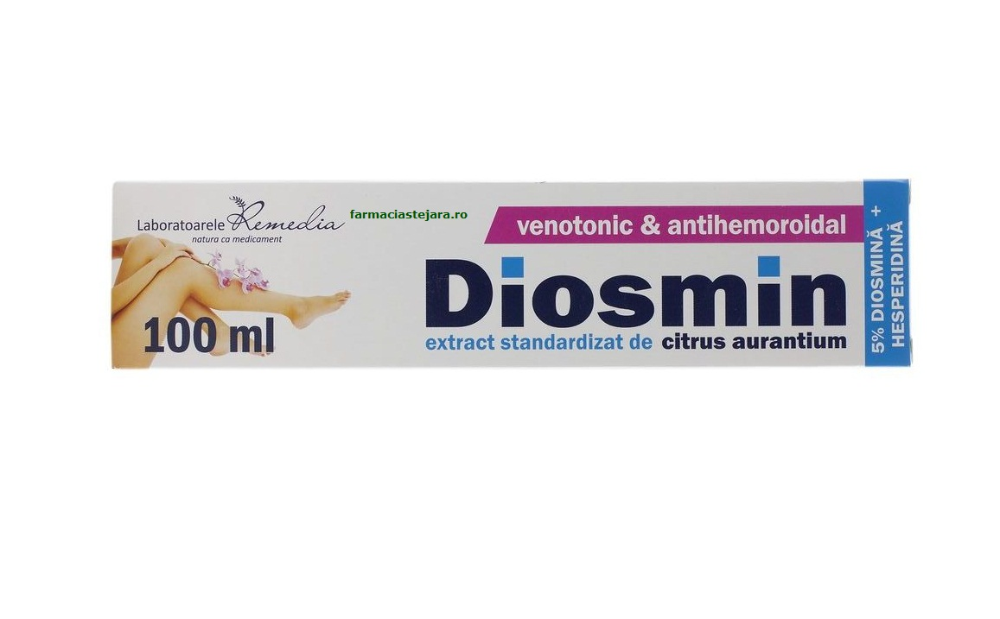 Laboratoarele Remedia
natura ca medicament
farmaciastejara.ro
venotonic & antihemoroidal
Diosmin
extract standardizat de citrus aurantium
100 ml
5% DIOSMINĂ +
HESPERIDINĂ